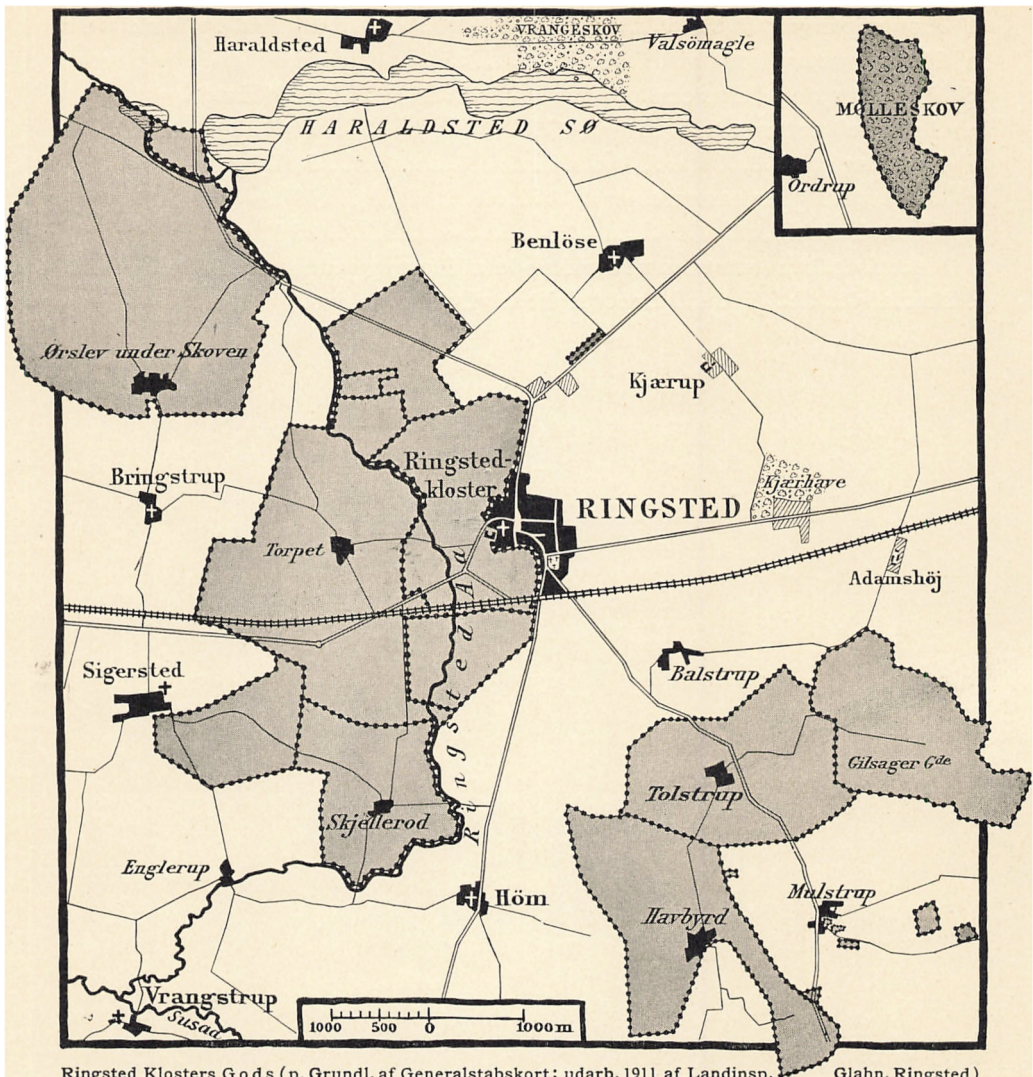 Haraldsted
VRANGESKOV
Valsömagle
MØLLESKOV
HARALDSTED SØ
Ordrup
Benlöse
Ørslev under Skoven
Kjærup
Bringstrup
Ringsted-
kloster
RINGSTED
Kjærhave
Torpet
Adamshöj
Sigersted
Balstrup
Ringsted Aa
Gilsager Gde
Tolstrup
Skjellerod
Englerup
Höm
Mulstrup
Havbyrd
Vrangstrup
Susaa
1000 500 0 1000 m
Ringsted Klosters Gods (p. Grundl. af Generalstabskort; udarb. 1911 af Landinsp. Glahn, Ringsted)